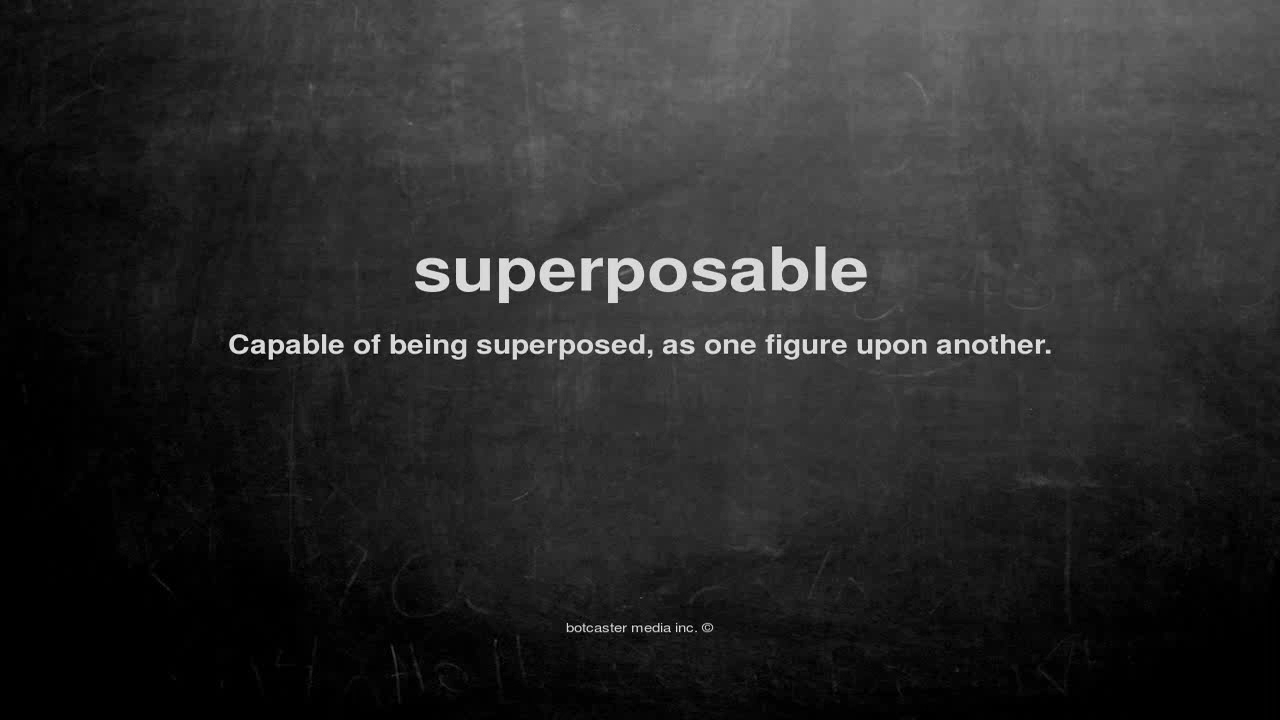 superposable
Capable of being superposed, as one figure upon another.
botcaster media inc. ©